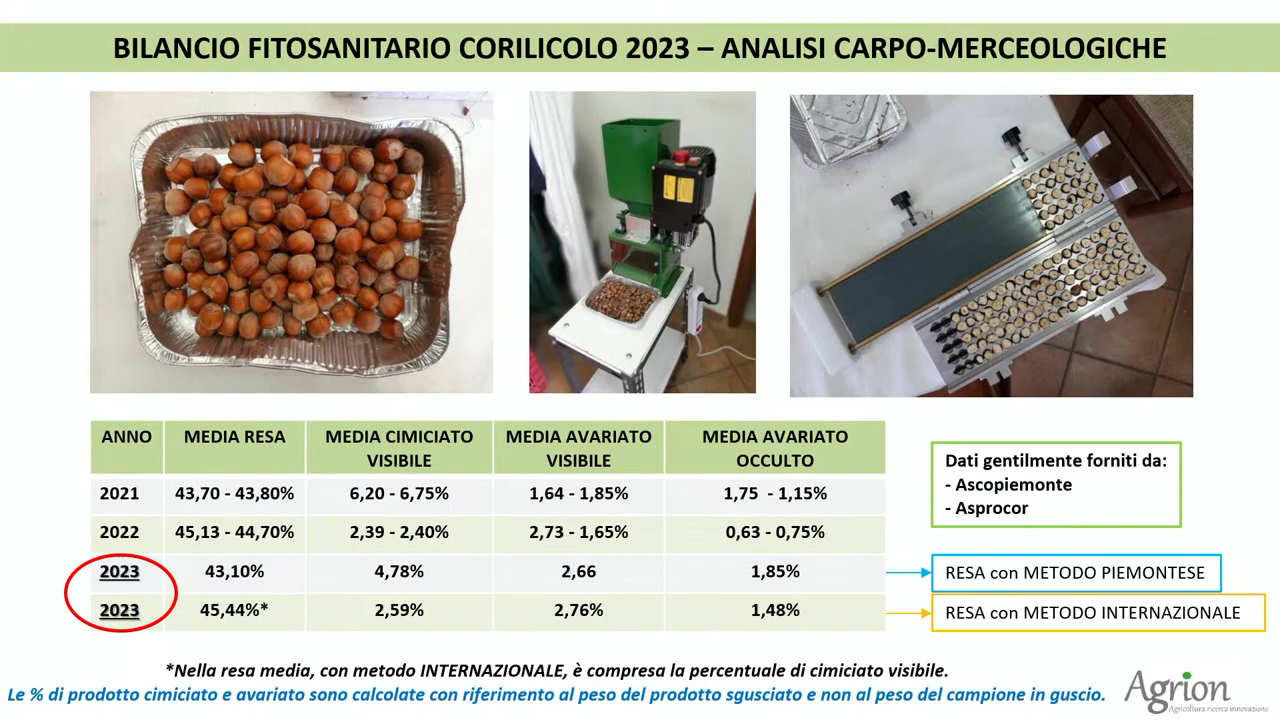 BILANCIO FITOSANITARIO CORILICOLO 2023 – ANALISI CARPO-MERCEOLOGICHE
ANNO MEDIA RESA MEDIA CIMICIATO VISIBILE MEDIA AVARIATO VISIBILE MEDIA AVARIATO OCCULTO
2021 43,70 - 43,80% 6,20 - 6,75% 1,64 - 1,85% 1,75 - 1,15%
2022 45,13 - 44,70% 2,39 - 2,40% 2,73 - 1,65% 0,63 - 0,75%
2023 43,10% 4,78% 2,66 1,85%
2023 45,44%* 2,59% 2,76% 1,48%
Dati gentilmente forniti da:
- Ascopiemonte
- Asprocor
RESA con METODO PIEMONTESE
RESA con METODO INTERNAZIONALE
*Nella resa media, con metodo INTERNAZIONALE, è compresa la percentuale di cimiciato visibile.
Le % di prodotto cimiciato e avariato sono calcolate con riferimento al peso del prodotto sgusciato e non al peso del campione in guscio.
Agrion
Agricoltura ricerca innovazione